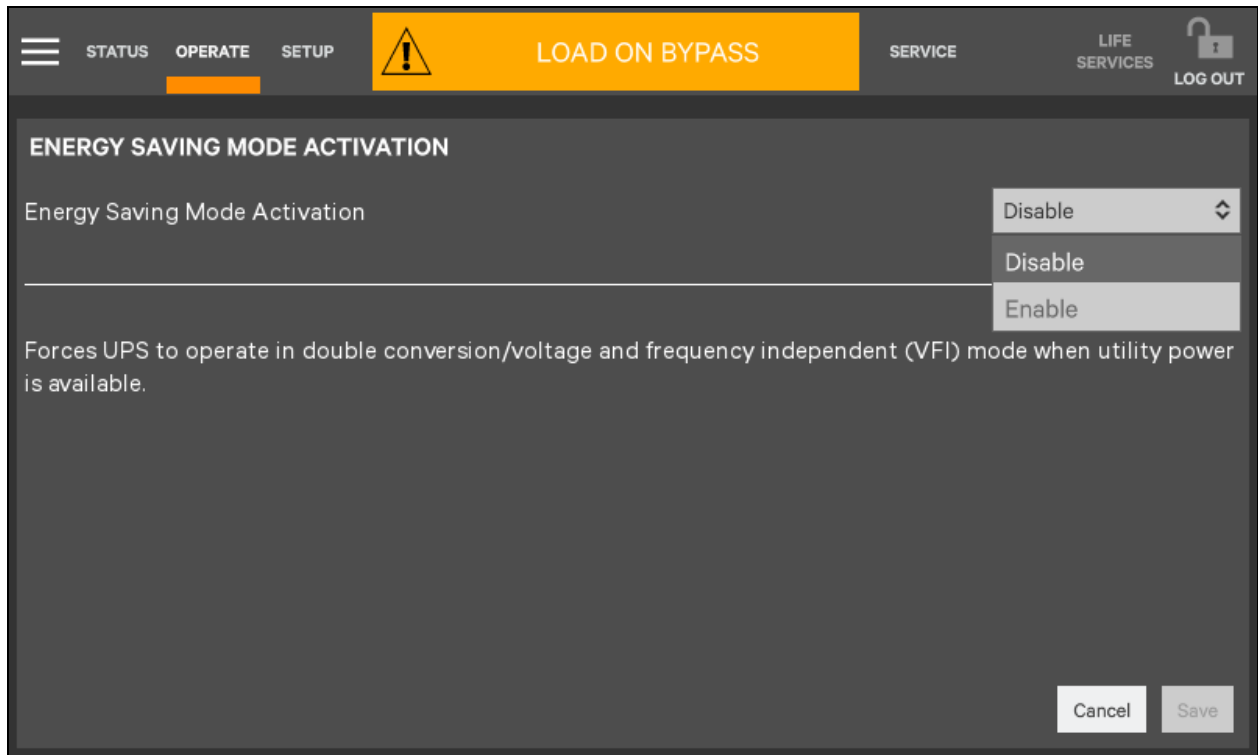 STATUS OPERATE SETUP LOAD ON BYPASS SERVICE LIFE SERVICES LOG OUT
ENERGY SAVING MODE ACTIVATION
Energy Saving Mode Activation Disable
Disable
Enable
Forces UPS to operate in double conversion/voltage and frequency independent (VFI) mode when utility power
is available.
Cancel Save